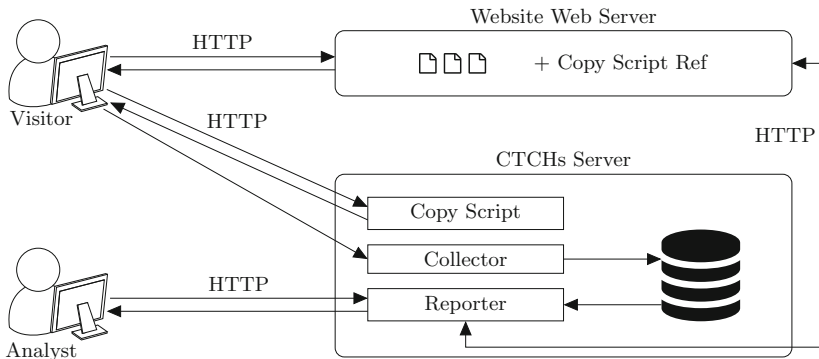 Website Web Server
HTTP
+ Copy Script Ref
Visitor
HTTP
HTTP
CTCHs Server
Copy Script
Collector
HTTP
Reporter
Analyst